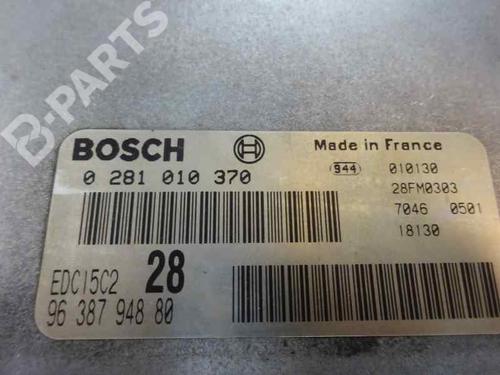 B-PARTS
BOSCH
Made in France
0 281 010 370
944 010130
28FM0303
7046 0501
18130
EDC15C2 28
96 387 948 80